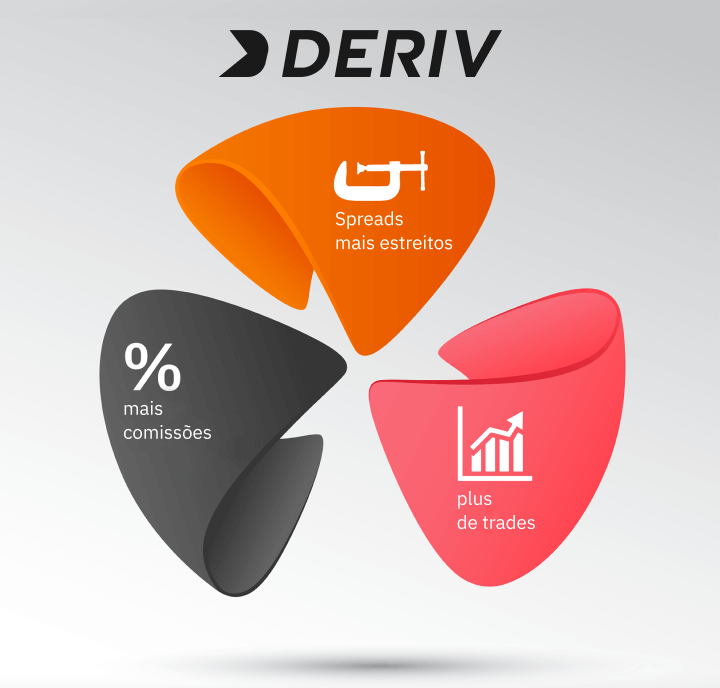 DERIV
Spreads
mais estreitos
%
mais
comissões
plus
de trades